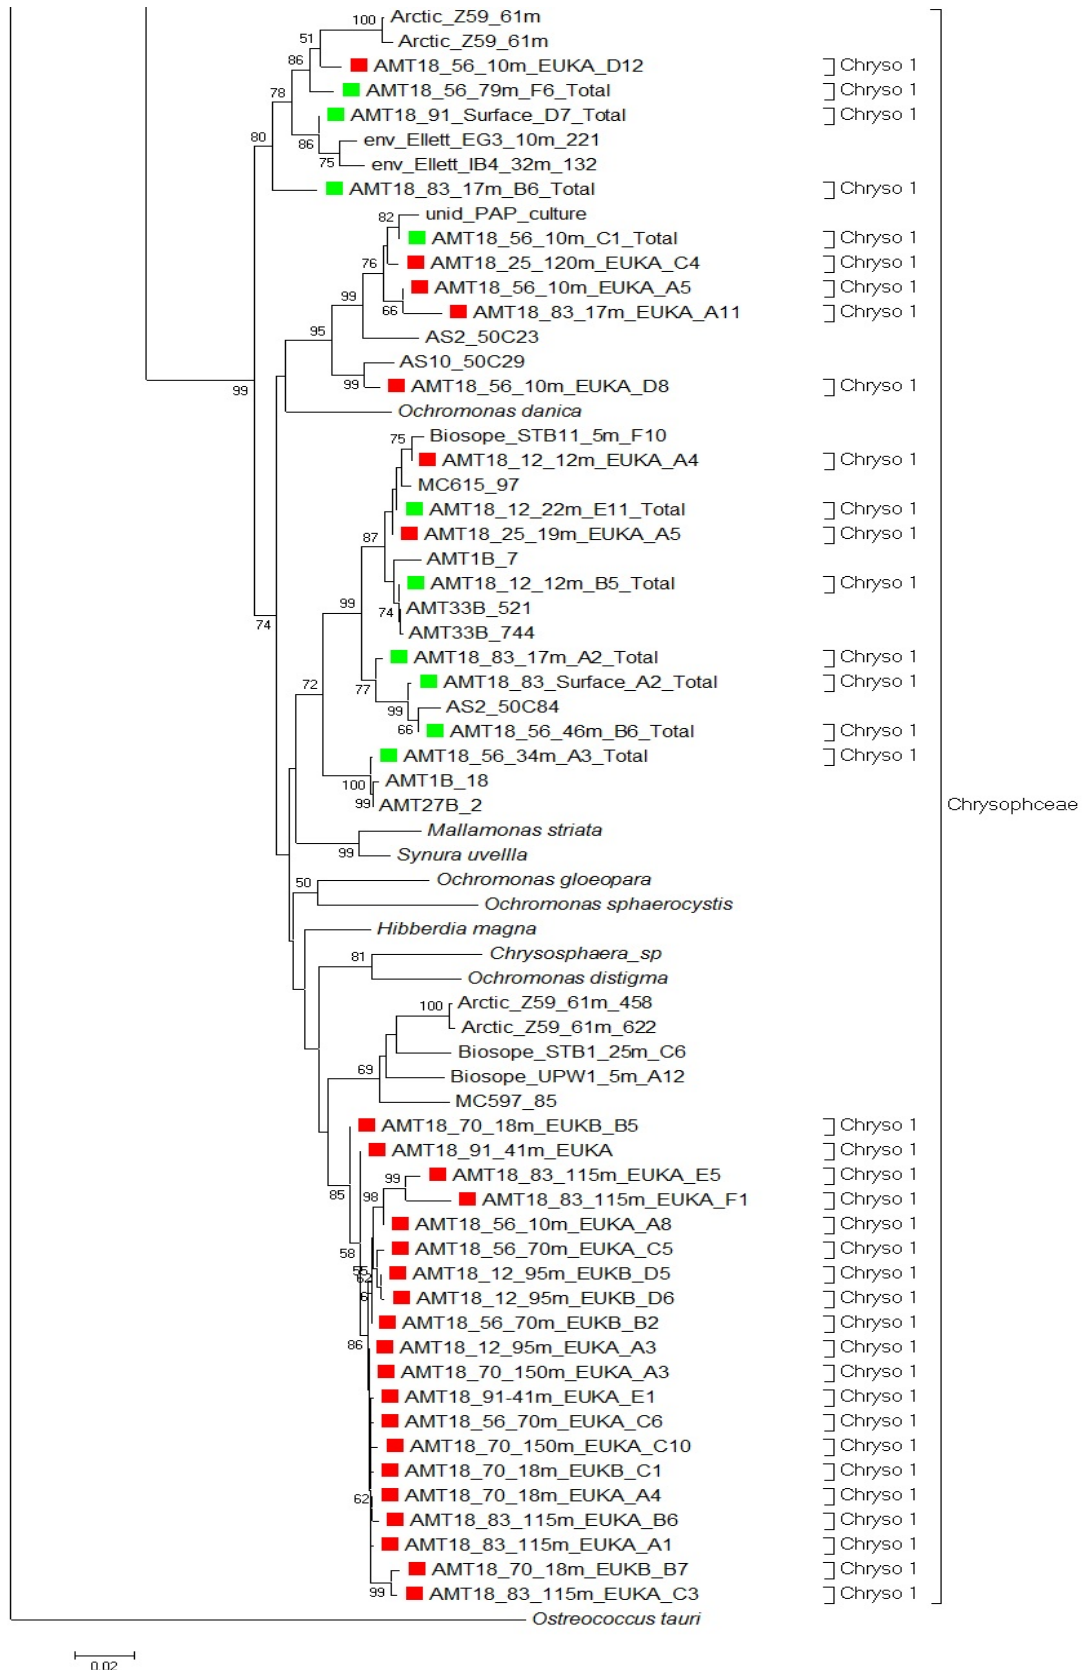 100 Arctic_Z59_61m
51 Arctic_Z59_61m
86 AMT18_56_10m_EUKA_D12 Chryso 1
78 AMT18_56_79m_F6_Total Chryso 1
AMT18_91_Surface_D7_Total Chryso 1
80 86 env_Ellett_EG3_10m_221
75 env_Ellett_IB4_32m_132
AMT18_83_17m_B6_Total Chryso 1
82 unid_PAP_culture
AMT18_56_10m_C1_Total Chryso 1
76 AMT18_25_120m_EUKA_C4 Chryso 1
99 AMT18_56_10m_EUKA_A5 Chryso 1
66 AMT18_83_17m_EUKA_A11 Chryso 1
95 AS2_50C23
AS10_50C29
99 99 AMT18_56_10m_EUKA_D8 Chryso 1
Ochromonas danica
75 Biosope_STB11_5m_F10
AMT18_12_12m_EUKA_A4 Chryso 1
MC615_97
AMT18_12_22m_E11_Total Chryso 1
87 AMT18_25_19m_EUKA_A5 Chryso 1
AMT1B_7
AMT18_12_12m_B5_Total Chryso 1
99 74 AMT33B_521
74 AMT33B_744
AMT18_83_17m_A2_Total Chryso 1
72 77 AMT18_83_Surface_A2_Total Chryso 1
99 AS2_50C84
66 AMT18_56_46m_B6_Total Chryso 1
AMT18_56_34m_A3_Total Chryso 1
100 AMT1B_18
99 AMT27B_2 Chrysophceae
Mallamonas striata
99 Synura uvellla
50 Ochromonas gloeopara
Ochromonas sphaerocystis
Hibberdia magna
81 Chrysosphaera_sp
Ochromonas distigma
100 Arctic_Z59_61m_458
Arctic_Z59_61m_622
Biosope_STB1_25m_C6
69 Biosope_UPW1_5m_A12
MC597_85
AMT18_70_18m_EUKB_B5 Chryso 1
AMT18_91_41m_EUKA Chryso 1
99 AMT18_83_115m_EUKA_E5 Chryso 1
85 98 AMT18_83_115m_EUKA_F1 Chryso 1
AMT18_56_10m_EUKA_A8 Chryso 1
58 AMT18_56_70m_EUKA_C5 Chryso 1
AMT18_12_95m_EUKB_D5 Chryso 1
AMT18_12_95m_EUKB_D6 Chryso 1
AMT18_56_70m_EUKB_B2 Chryso 1
86 AMT18_12_95m_EUKA_A3 Chryso 1
AMT18_70_150m_EUKA_A3 Chryso 1
AMT18_91-41m_EUKA_E1 Chryso 1
AMT18_56_70m_EUKA_C6 Chryso 1
AMT18_70_150m_EUKA_C10 Chryso 1
AMT18_70_18m_EUKB_C1 Chryso 1
62 AMT18_70_18m_EUKA_A4 Chryso 1
AMT18_83_115m_EUKA_B6 Chryso 1
AMT18_83_115m_EUKA_A1 Chryso 1
AMT18_70_18m_EUKB_B7 Chryso 1
99 AMT18_83_115m_EUKA_C3 Chryso 1
Ostreococcus tauri
0.02